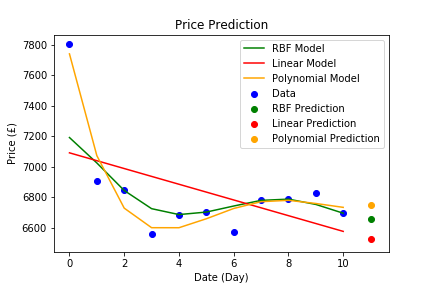 Price Prediction
Price (£)
7800
7600
7400
7200
7000
6800
6600
RBF Model
Linear Model
Polynomial Model
Data
RBF Prediction
Linear Prediction
Polynomial Prediction
0
2
4
6
8
10
Date (Day)